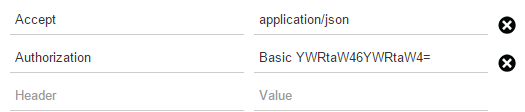 Accept application/json
Authorization Basic YWRtaW46YWRtaW4=
Header Value